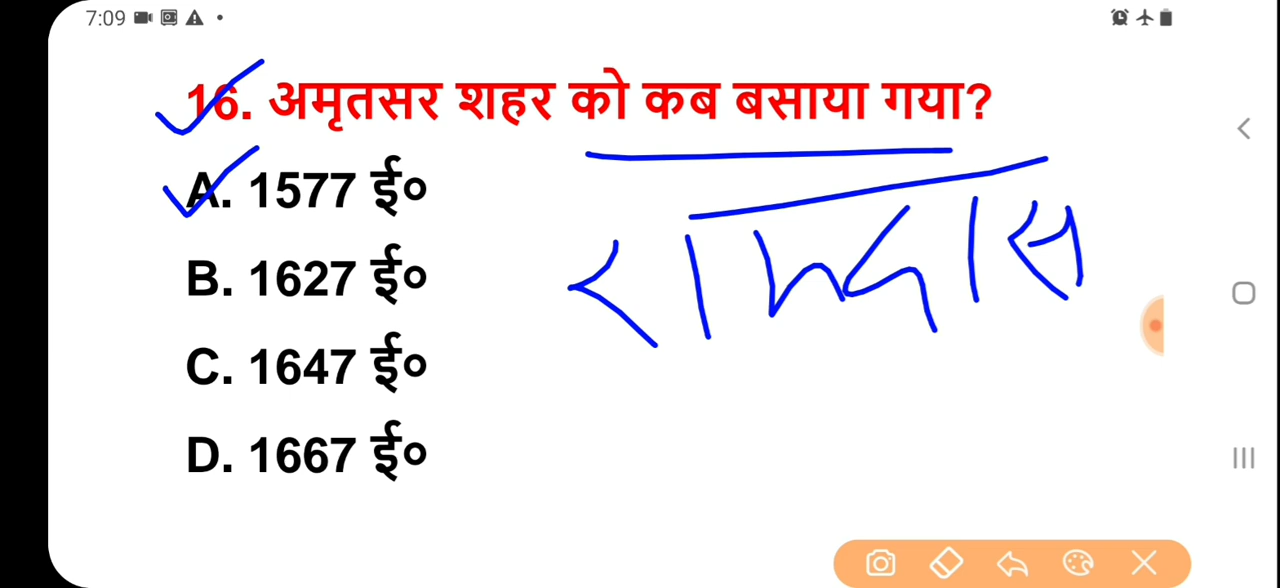 7:09
16. अमृतसर शहर को कब बसाया गया?
A. 1577 ई०
B. 1627 ई०
C. 1647 ई०
D. 1667 ई०
रामदास